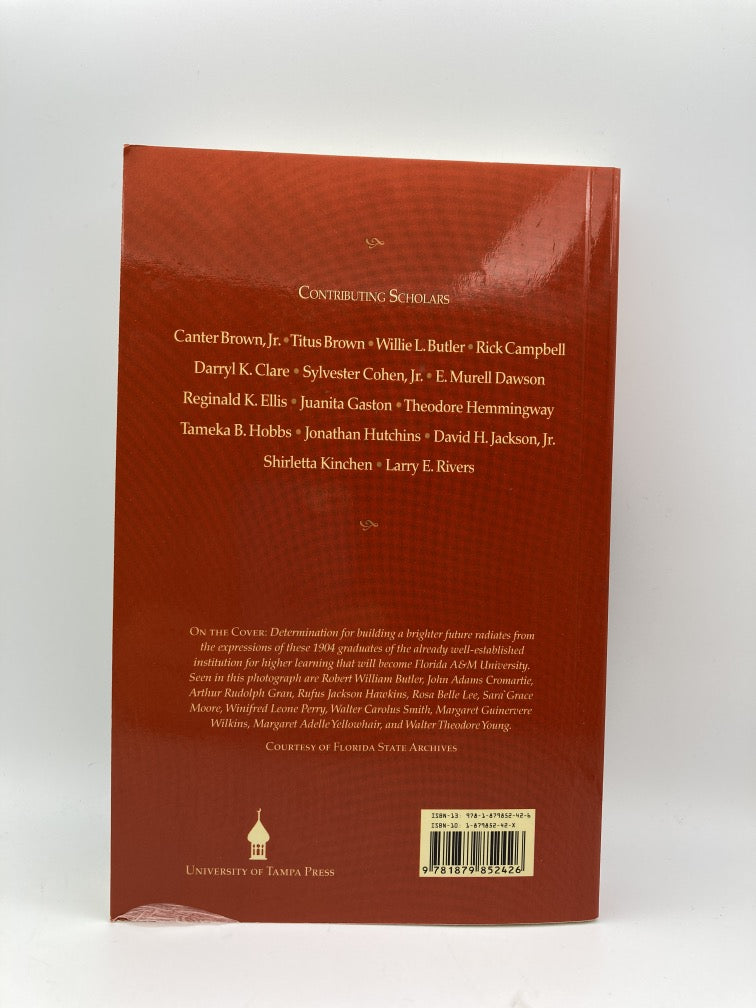 Contributing Scholars
Canter Brown, Jr. • Titus Brown • Willie L. Butler • Rick Campbell
Darryl K. Clare • Sylvester Cohen, Jr. • E. Murell Dawson
Reginald K. Ellis • Juanita Gaston • Theodore Hemmingway
Tameka B. Hobbs • Jonathan Hutchins • David H. Jackson, Jr.
Shirletta Kinchen • Larry E. Rivers
On the Cover: Determination for building a brighter future radiates from
the expressions of these 1904 graduates of the already well-established
institution for higher learning that will become Florida A&M University.
Seen in this photograph are Robert William Butler, John Adams Cromartie,
Arthur Rudolph Gran, Rufus Jackson Hawkins, Rosa Belle Lee, Sara Grace
Moore, Winifred Leone Perry, Walter Carolus Smith, Margaret Guinervere
Wilkins, Margaret Adelle Yellowhair, and Walter Theodore Young.
Courtesy of Florida State Archives
University of Tampa Press
ISBN-13: 978-1-879852-42-6
ISBN-10: 1-879852-42-X
9 781879 852426